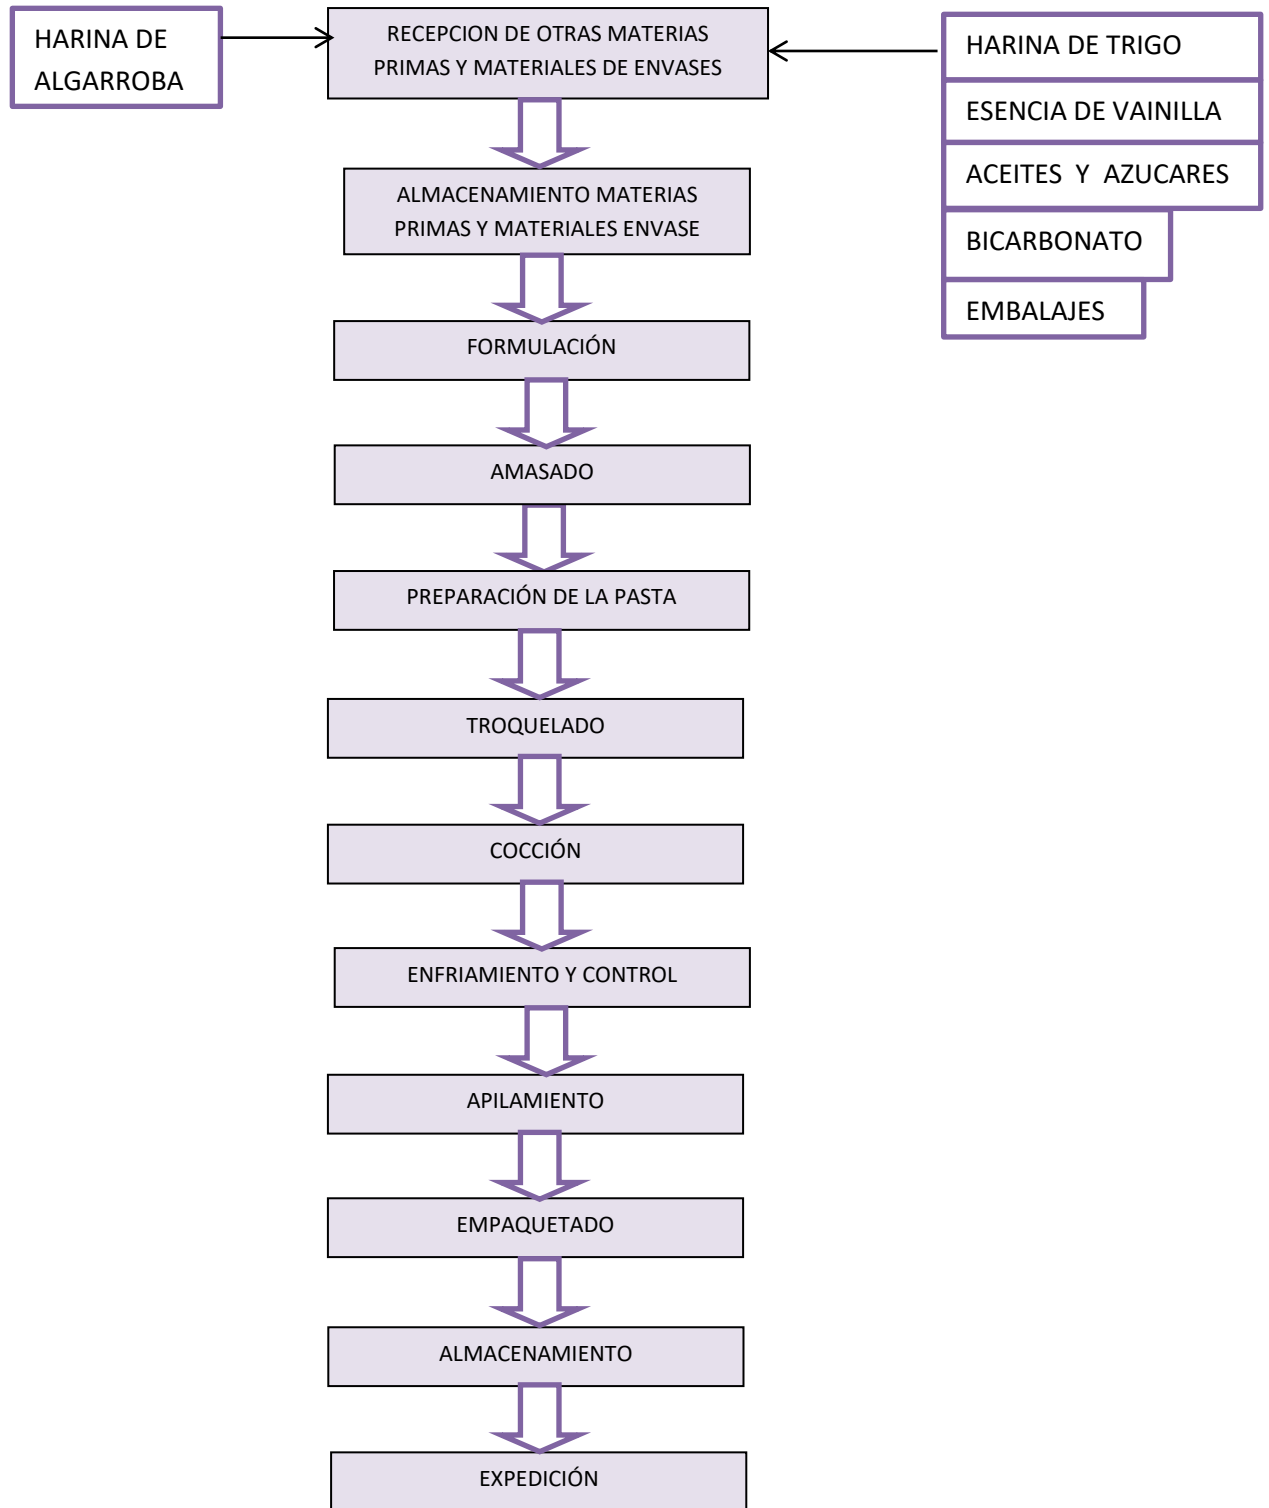 HARINA DE
ALGARROBA
RECEPCION DE OTRAS MATERIAS
PRIMAS Y MATERIALES DE ENVASES
HARINA DE TRIGO
ESENCIA DE VAINILLA
ACEITES Y AZUCARES
BICARBONATO
EMBALAJES
ALMACENAMIENTO MATERIAS
PRIMAS Y MATERIALES ENVASE
FORMULACIÓN
AMASADO
PREPARACIÓN DE LA PASTA
TROQUELADO
COCCIÓN
ENFRIAMIENTO Y CONTROL
APILAMIENTO
EMPAQUETADO
ALMACENAMIENTO
EXPEDICIÓN